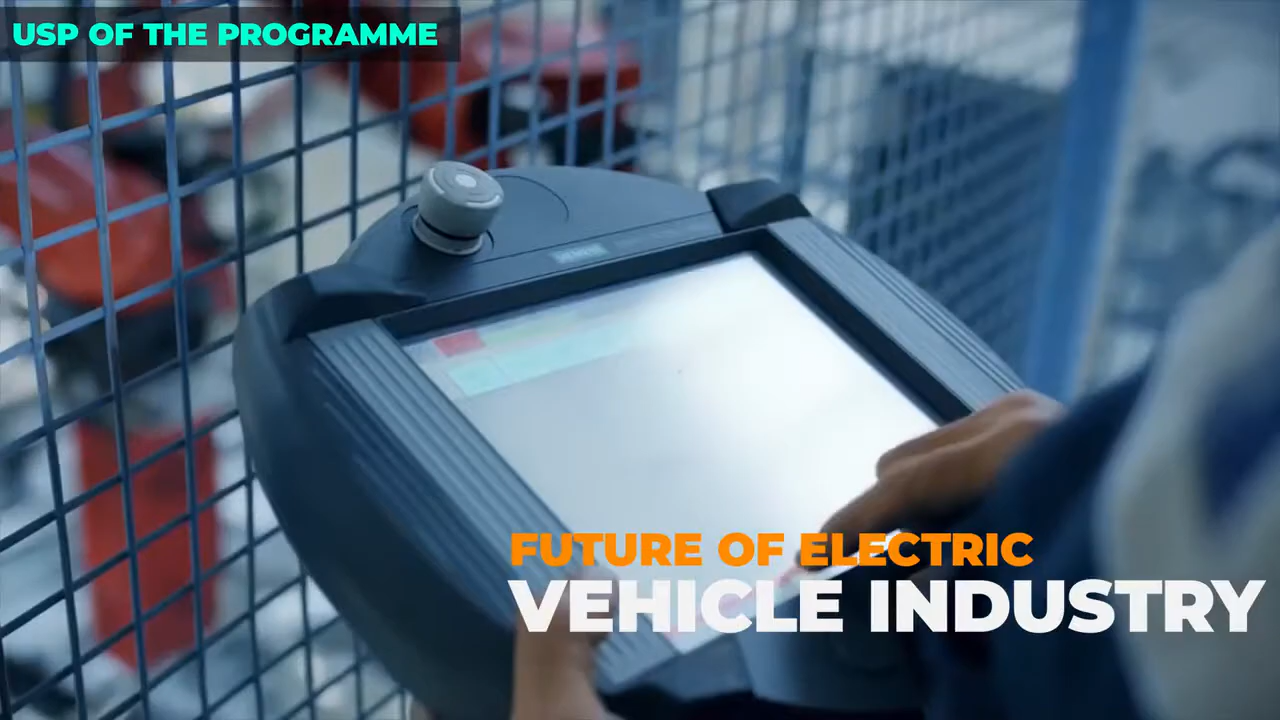 USP OF THE PROGRAMME
FUTURE OF ELECTRIC
VEHICLE INDUSTRY